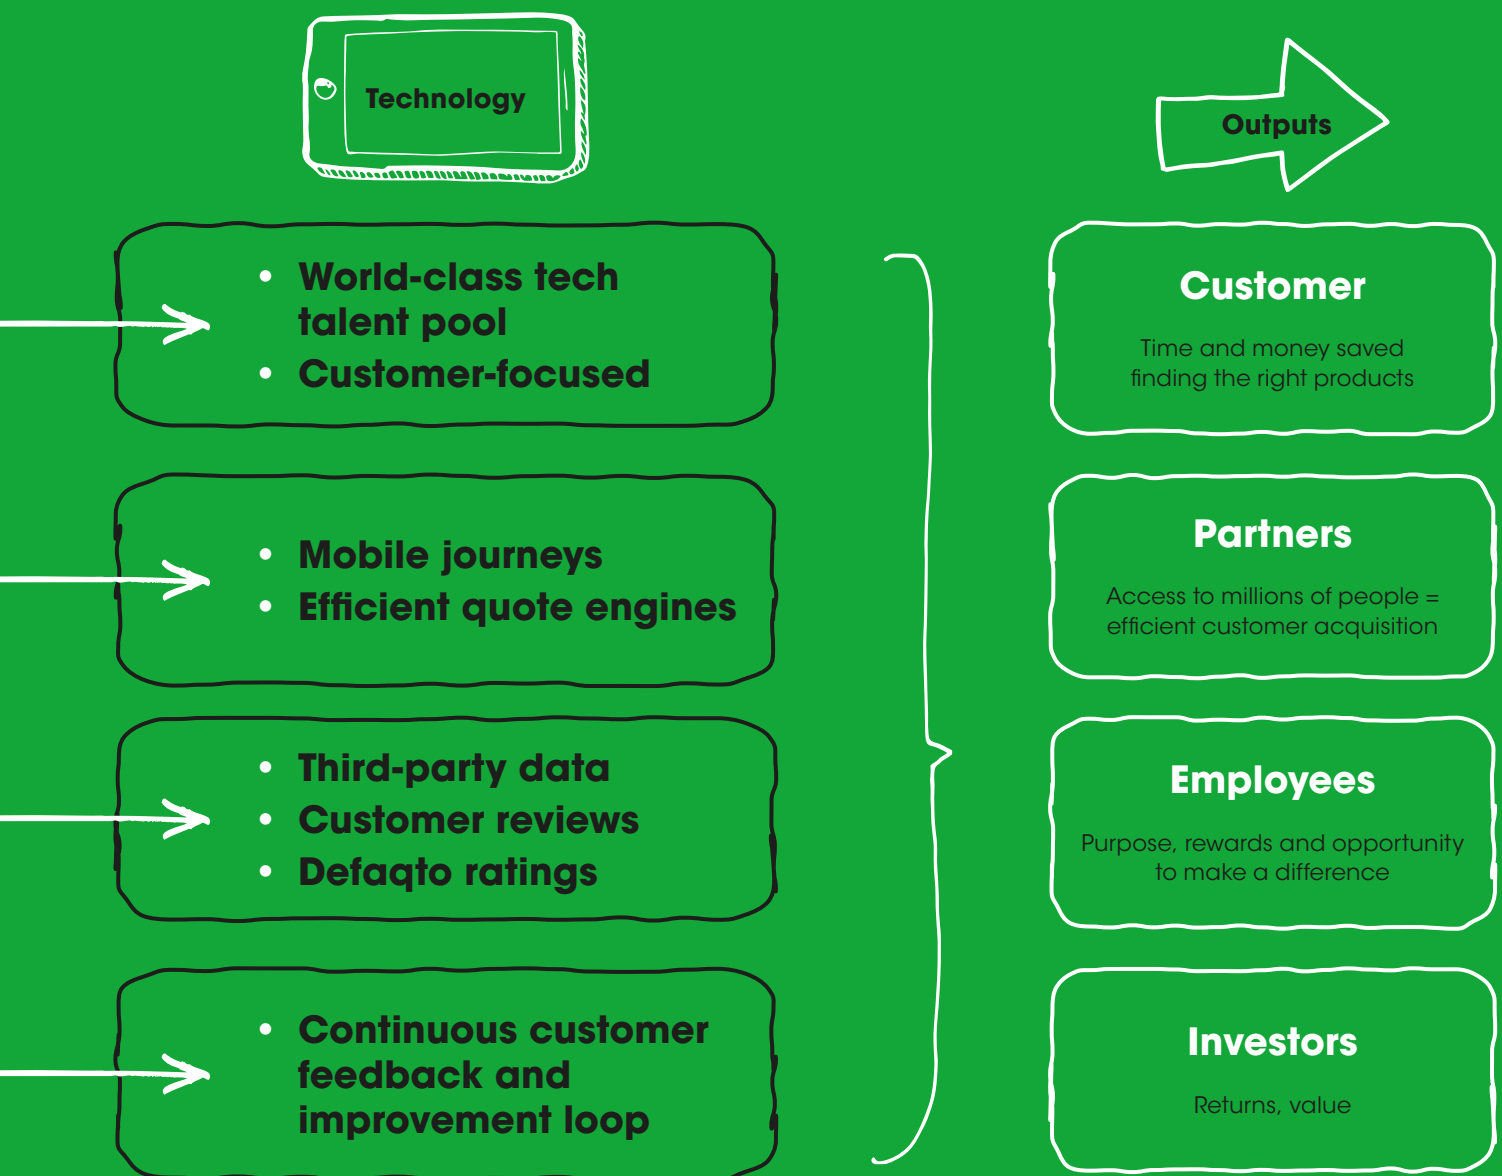 Technology
• World-class tech
talent pool
• Customer-focused
• Mobile journeys
• Efficient quote engines
• Third-party data
• Customer reviews
• Defaqto ratings
• Continuous customer
feedback and
improvement loop
Outputs
Customer
Time and money saved
finding the right products
Partners
Access to millions of people =
efficient customer acquisition
Employees
Purpose, rewards and opportunity
to make a difference
Investors
Returns, value